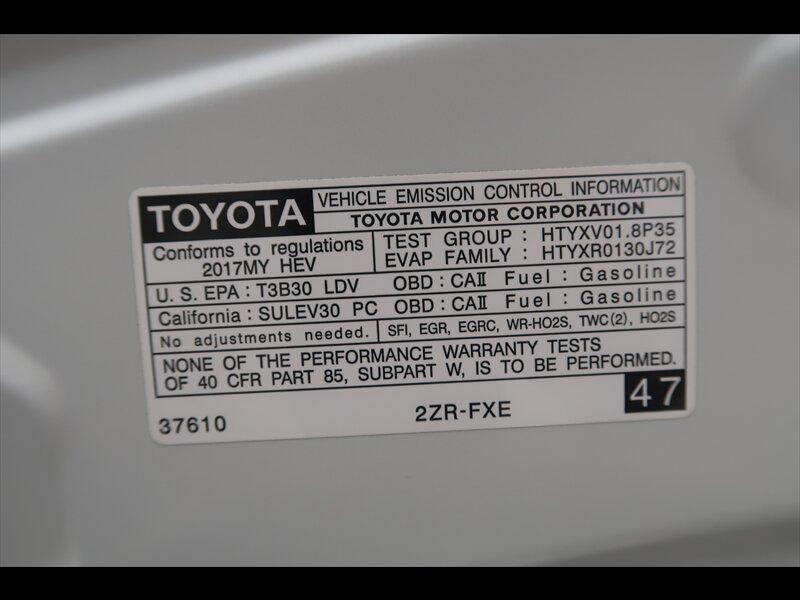 TOYOTA
VEHICLE EMISSION CONTROL INFORMATION
TOYOTA MOTOR CORPORATION
Conforms to regulations
2017MY HEV
TEST GROUP : HTYXV01.8P35
EVAP FAMILY : HTYXR0130J72
U. S. EPA : T3B30 LDV OBD : CAⅡ Fuel : Gasoline
California : SULEV30 PC OBD : CAⅡ Fuel : Gasoline
No adjustments needed. SFI, EGR, EGRC, WR-HO2S, TWC(2), HO2S
NONE OF THE PERFORMANCE WARRANTY TESTS
OF 40 CFR PART 85, SUBPART W, IS TO BE PERFORMED.
37610 2ZR-FXE 47